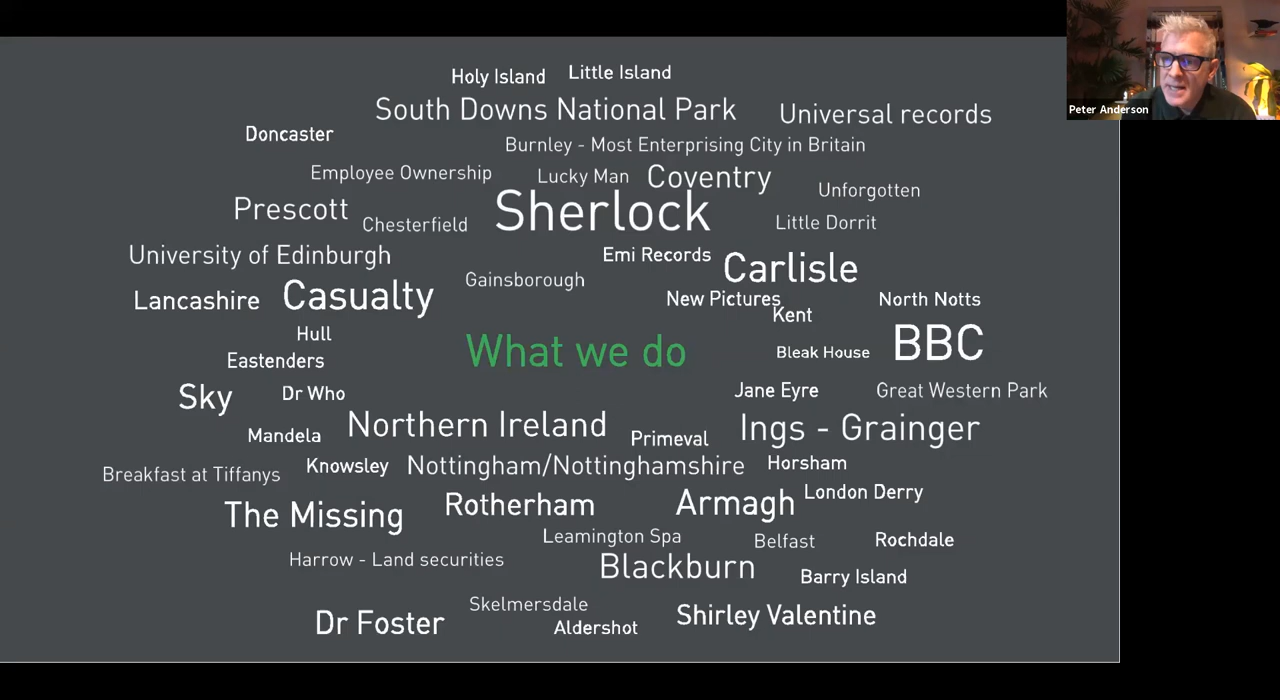 Peter Anderson
Holy Island
Little Island
South Downs National Park
Universal records
Doncaster
Burnley - Most Enterprising City in Britain
Employee Ownership
Lucky Man
Coventry
Unforgotten
Prescott
Chesterfield
Sherlock
Little Dorrit
University of Edinburgh
Emi Records
Carlisle
Gainsborough
Lancashire
Casualty
New Pictures
North Notts
Kent
Hull
What we do
Bleak House
BBC
Eastenders
Sky
Dr Who
Jane Eyre
Great Western Park
Mandela
Northern Ireland
Primeval
Ings - Grainger
Breakfast at Tiffanys
Knowsley
Nottingham/Nottinghamshire
Horsham
The Missing
Rotherham
Armagh
London Derry
Leamington Spa
Belfast
Rochdale
Harrow - Land securities
Blackburn
Barry Island
Dr Foster
Skelmersdale
Aldershot
Shirley Valentine